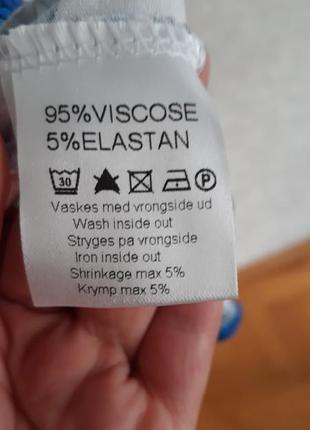 95%VISCOSE
5%ELASTAN
30 P
Vaskes med vrongside ud
Wash inside out
Stryges pa vrongside
Iron inside out
Shrinkage max 5%
Krymp max 5%